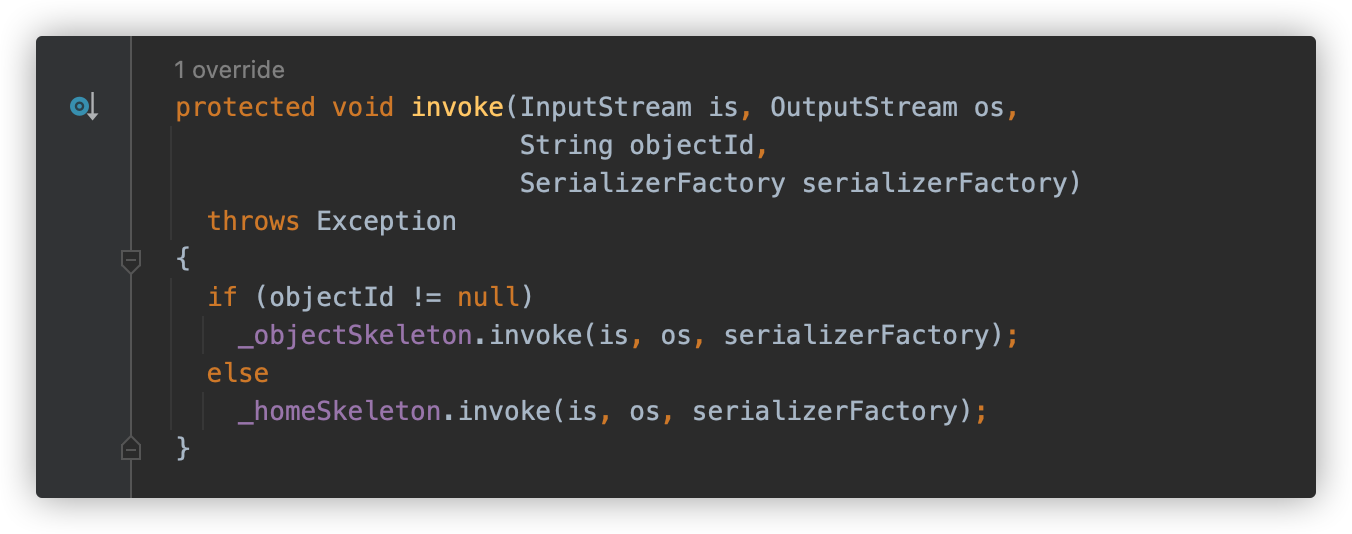 1 override
protected void invoke(InputStream is, OutputStream os,
                      String objectId,
                      SerializerFactory serializerFactory)
  throws Exception
{
  if (objectId != null)
    _objectSkeleton.invoke(is, os, serializerFactory);
  else
    _homeSkeleton.invoke(is, os, serializerFactory);
}